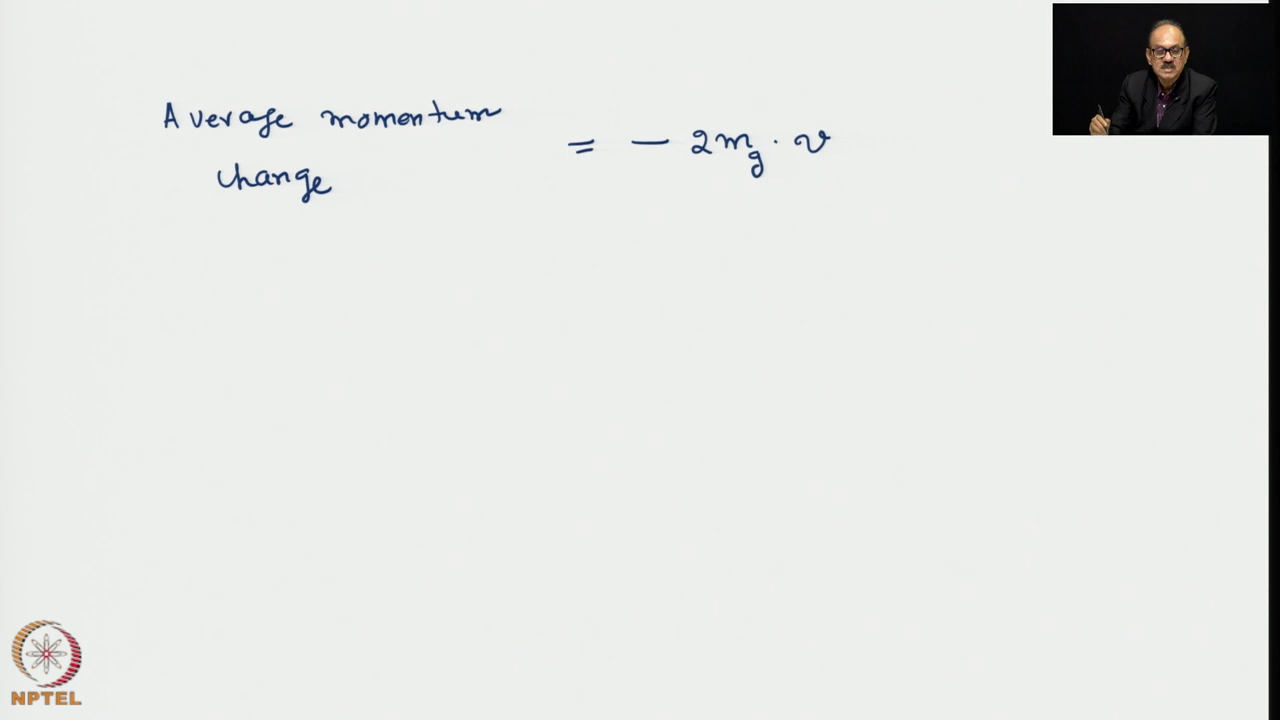 Average momentum
change
= - 2m_g · v
NPTEL